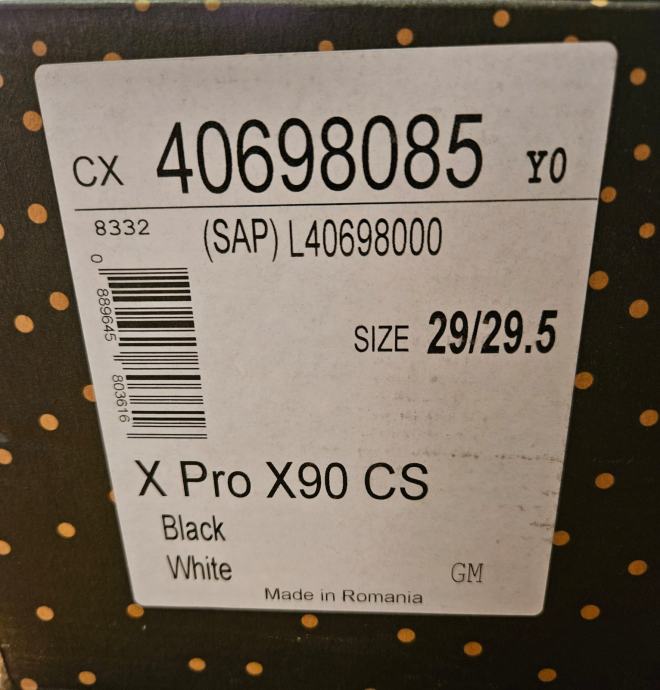 CX 40698085 YO
8332 (SAP) L40698000
0 889645 803616
SIZE 29/29.5
X Pro X90 CS
Black
White GM
Made in Romania